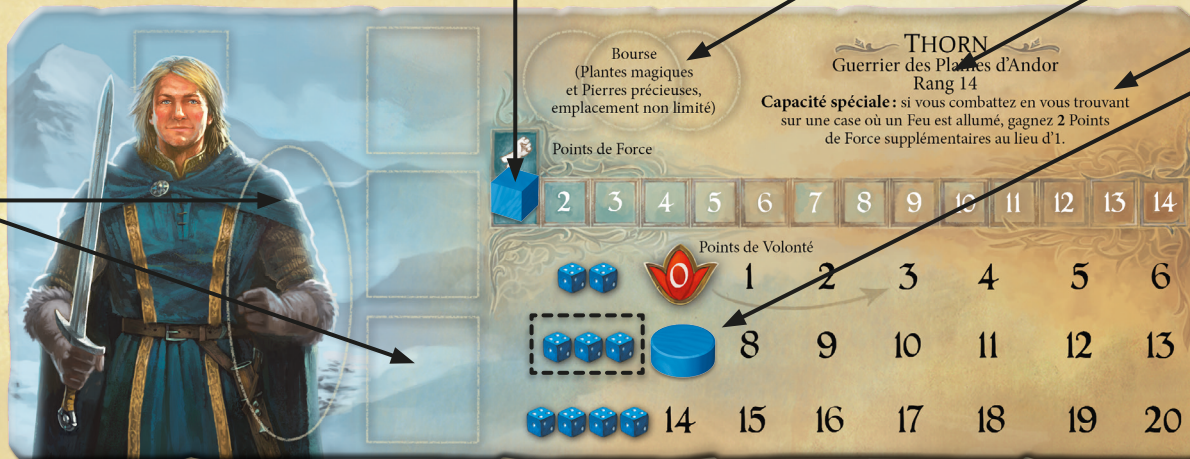 Bourse
(Plantes magiques
et Pierres précieuses,
emplacement non limité)
THORN
Guerrier des Plaines d'Andor
Rang 14
Capacité spéciale : si vous combattez en vous trouvant
sur une case où un Feu est allumé, gagnez 2 Points
de Force supplémentaires au lieu d'1.
Points de Force
2 3 4 5 6 7 8 9 10 11 12 13 14
Points de Volonté
0 1 2 3 4 5 6
8 9 10 11 12 13
14 15 16 17 18 19 20